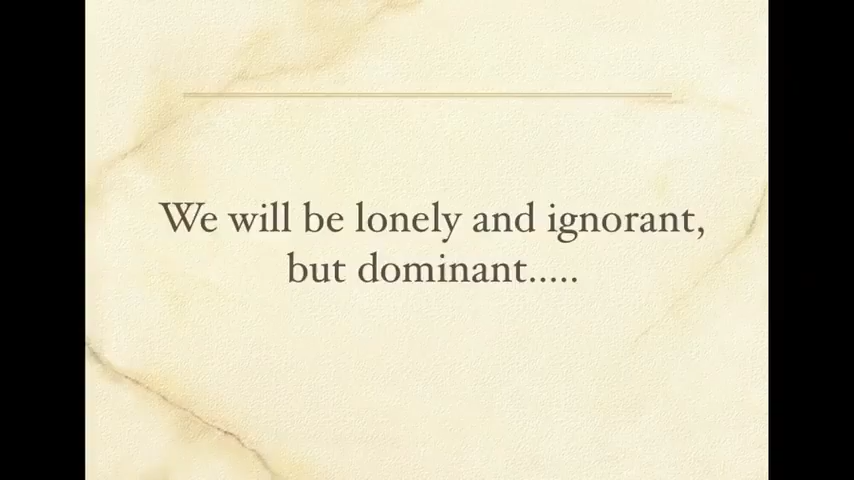 We will be lonely and ignorant,
but dominant.....